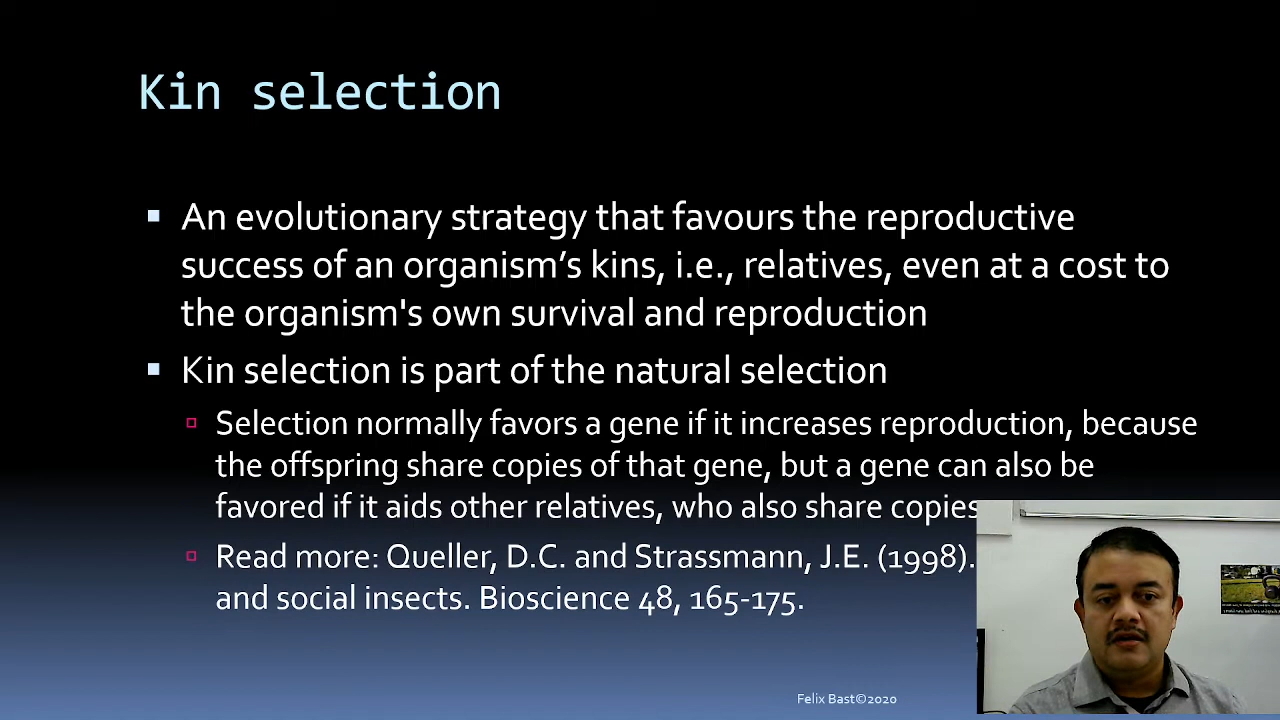 Kin selection
An evolutionary strategy that favours the reproductive
success of an organism’s kins, i.e., relatives, even at a cost to
the organism's own survival and reproduction
Kin selection is part of the natural selection
Selection normally favors a gene if it increases reproduction, because
the offspring share copies of that gene, but a gene can also be
favored if it aids other relatives, who also share copies
Read more: Queller, D.C. and Strassmann, J.E. (1998).
and social insects. Bioscience 48, 165-175.
Felix Bast©2020